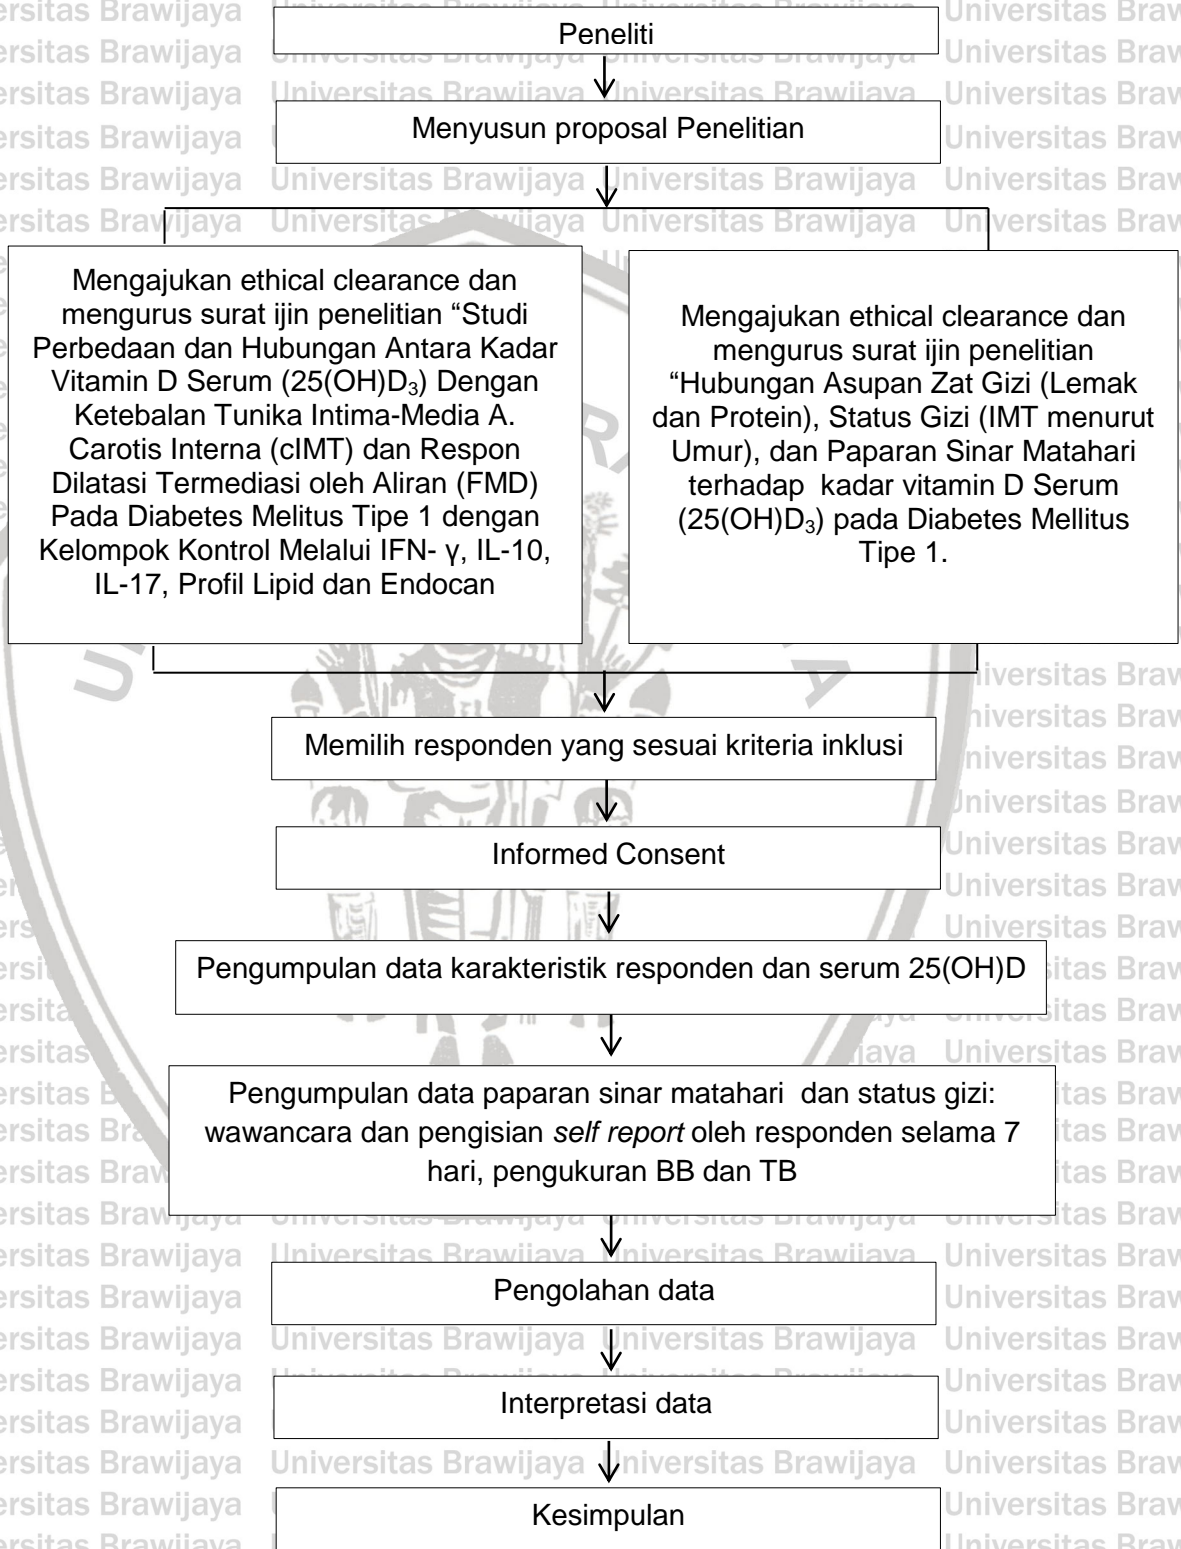 Peneliti
Menyusun proposal Penelitian
Mengajukan ethical clearance dan
mengurus surat ijin penelitian “Studi
Perbedaan dan Hubungan Antara Kadar
Vitamin D Serum (25(OH)D₃) Dengan
Ketebalan Tunika Intima-Media A.
Carotis Interna (cIMT) dan Respon
Dilatasi Termediasi oleh Aliran (FMD)
Pada Diabetes Melitus Tipe 1 dengan
Kelompok Kontrol Melalui IFN- γ, IL-10,
IL-17, Profil Lipid dan Endocan
Mengajukan ethical clearance dan
mengurus surat ijin penelitian
“Hubungan Asupan Zat Gizi (Lemak
dan Protein), Status Gizi (IMT menurut
Umur), dan Paparan Sinar Matahari
terhadap  kadar vitamin D Serum
(25(OH)D₃) pada Diabetes Mellitus
Tipe 1.
Memilih responden yang sesuai kriteria inklusi
Informed Consent
Pengumpulan data karakteristik responden dan serum 25(OH)D
Pengumpulan data paparan sinar matahari  dan status gizi:
wawancara dan pengisian self report oleh responden selama 7
hari, pengukuran BB dan TB
Pengolahan data
Interpretasi data
Kesimpulan